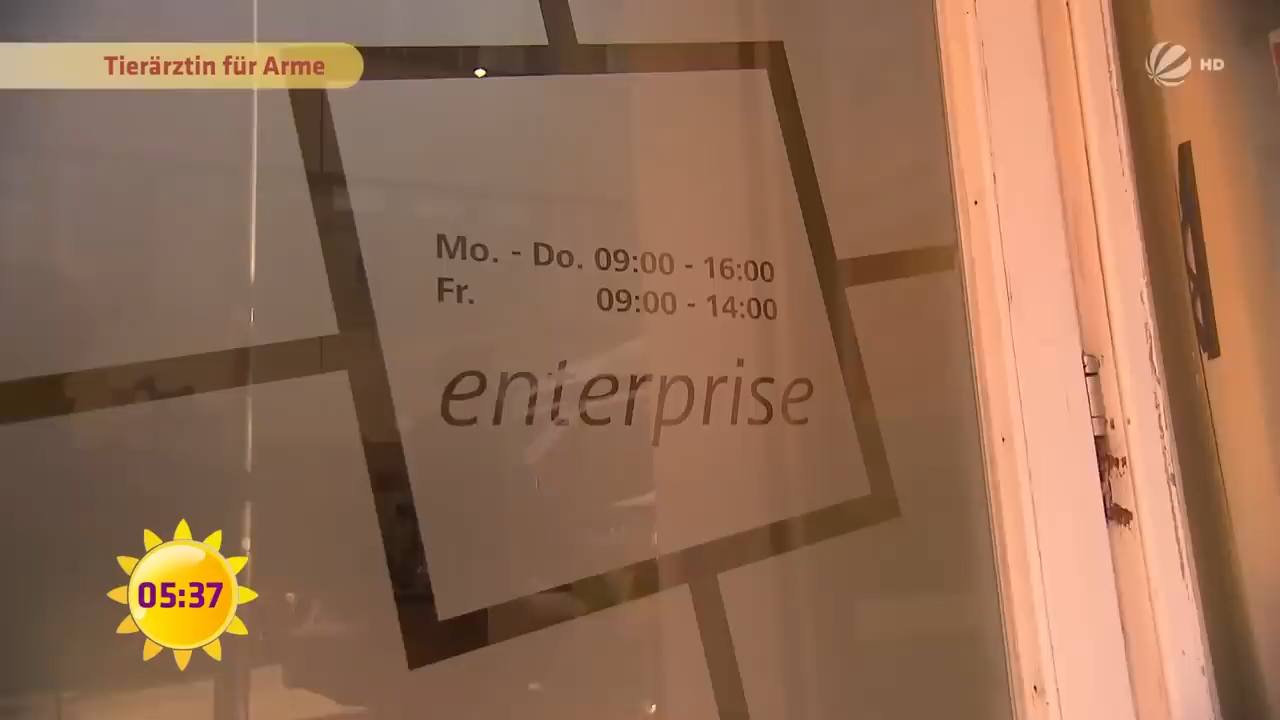 Tierärztin für Arme
HD
Mo. - Do. 09:00 - 16:00
Fr. 09:00 - 14:00
enterprise
05:37